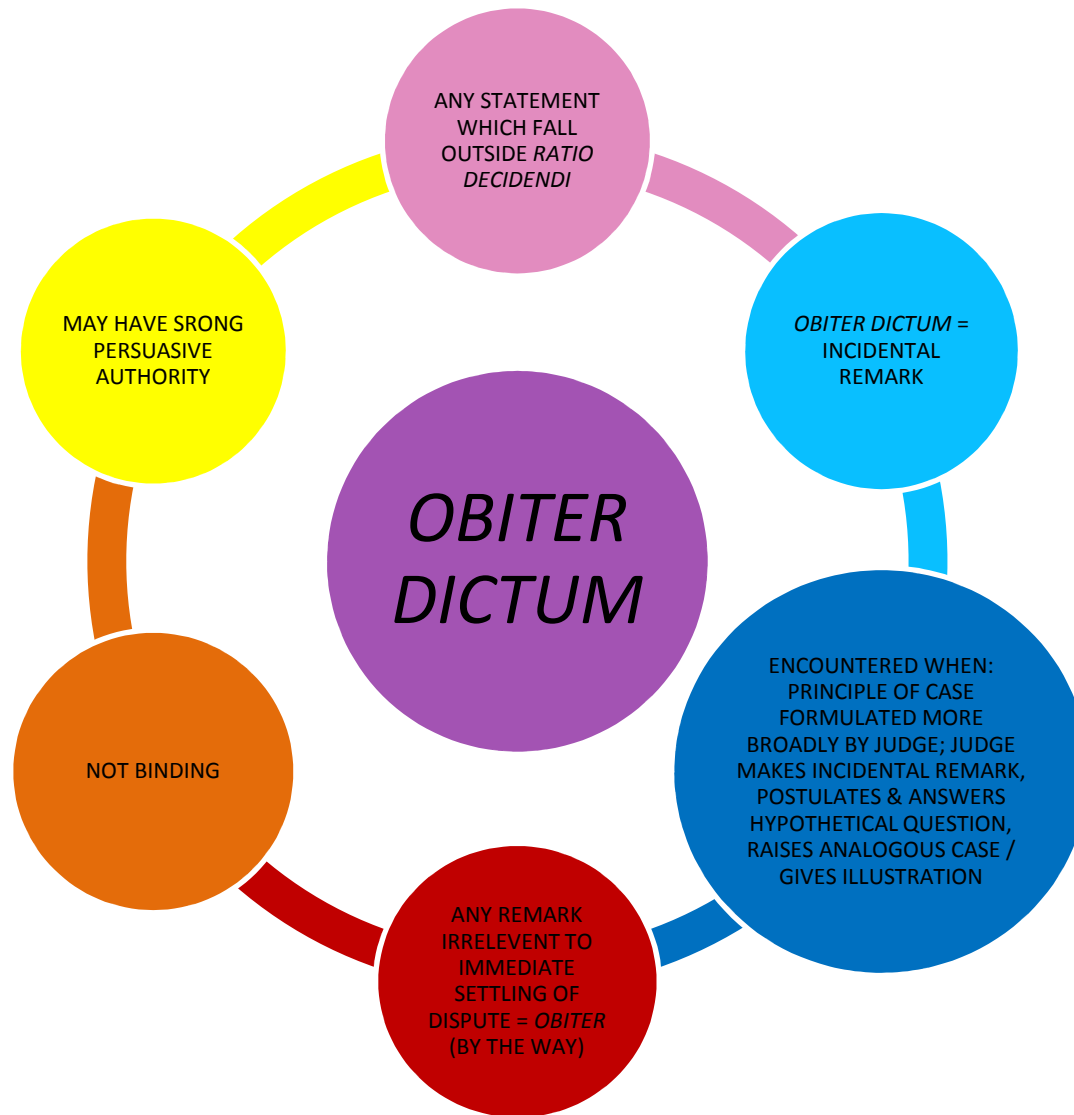 ANY STATEMENT
WHICH FALL
OUTSIDE RATIO
DECIDENDI
OBITER DICTUM =
INCIDENTAL
REMARK
ENCOUNTERED WHEN:
PRINCIPLE OF CASE
FORMULATED MORE
BROADLY BY JUDGE; JUDGE
MAKES INCIDENTAL REMARK,
POSTULATES & ANSWERS
HYPOTHETICAL QUESTION,
RAISES ANALOGOUS CASE /
GIVES ILLUSTRATION
ANY REMARK
IRRELEVENT TO
IMMEDIATE
SETTLING OF
DISPUTE = OBITER
(BY THE WAY)
NOT BINDING
MAY HAVE SRONG
PERSUASIVE
AUTHORITY
OBITER
DICTUM